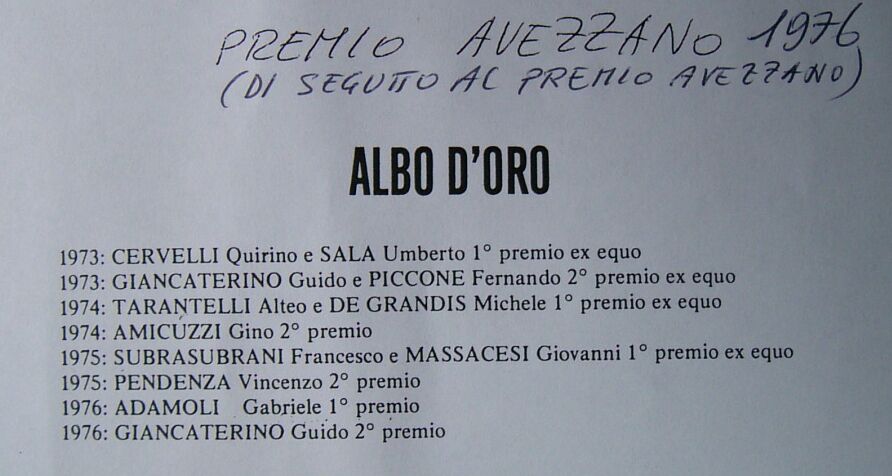 PREMIO AVEZZANO 1976
(DI SEGUITO AL PREMIO AVEZZANO)
ALBO D'ORO
1973: CERVELLI Quirino e SALA Umberto 1° premio ex equo
1973: GIANCATERINO Guido e PICCONE Fernando 2° premio ex equo
1974: TARANTELLI Alteo e DE GRANDIS Michele 1° premio ex equo
1974: AMICUZZI Gino 2° premio
1975: SUBRASUBRANI Francesco e MASSACESI Giovanni 1° premio ex equo
1975: PENDENZA Vincenzo 2° premio
1976: ADAMOLI Gabriele 1° premio
1976: GIANCATERINO Guido 2° premio